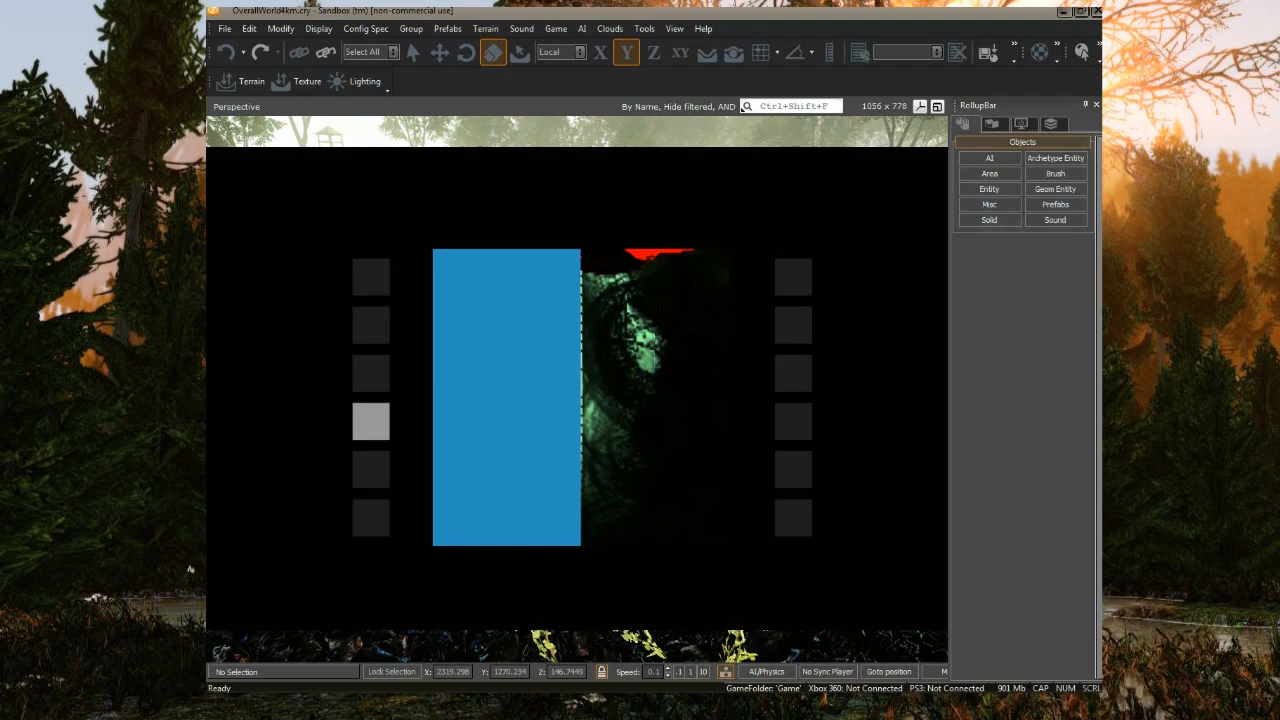 OverallWorld4km.cry - Sandbox (tm) [non-commercial use]
File Edit Modify Display Config Spec Group Prefabs Terrain Sound Game AI Clouds Tools View Help
Select All Local X Y Z XY
Terrain Texture Lighting
Perspective By Name, Hide filtered, AND Ctrl+Shift+F 1056 x 778 RollupBar
Objects
AI Archetype Entity
Area Brush
Entity Geom Entity
Misc Prefabs
Solid Sound
No Selection Lock Selection X: 2319.298 Y: 1270.234 Z: 146.7449 Speed: 0.1 .1 1 10 AI/Physics No Sync Player Goto position M
Ready GameFolder: 'Game' Xbox 360: Not Connected PS3: Not Connected 901 Mb CAP NUM SCRL